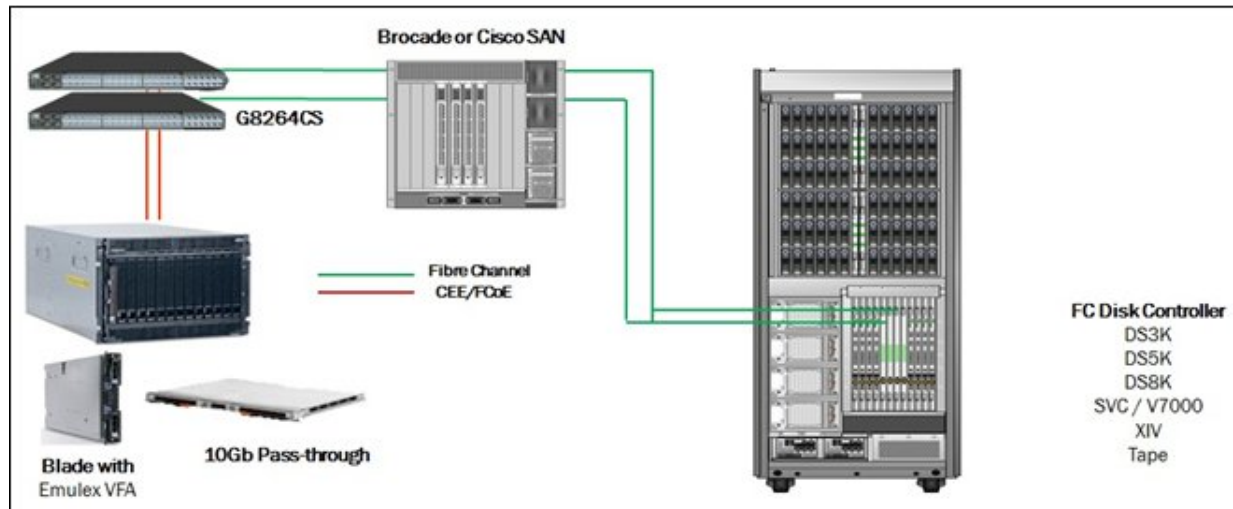 Brocade or Cisco SAN
G8264CS
Fibre Channel
CEE/FCoE
FC Disk Controller
DS3K
DS5K
DS8K
SVC / V7000
XIV
Tape
10Gb Pass-through
Blade with
Emulex VFA